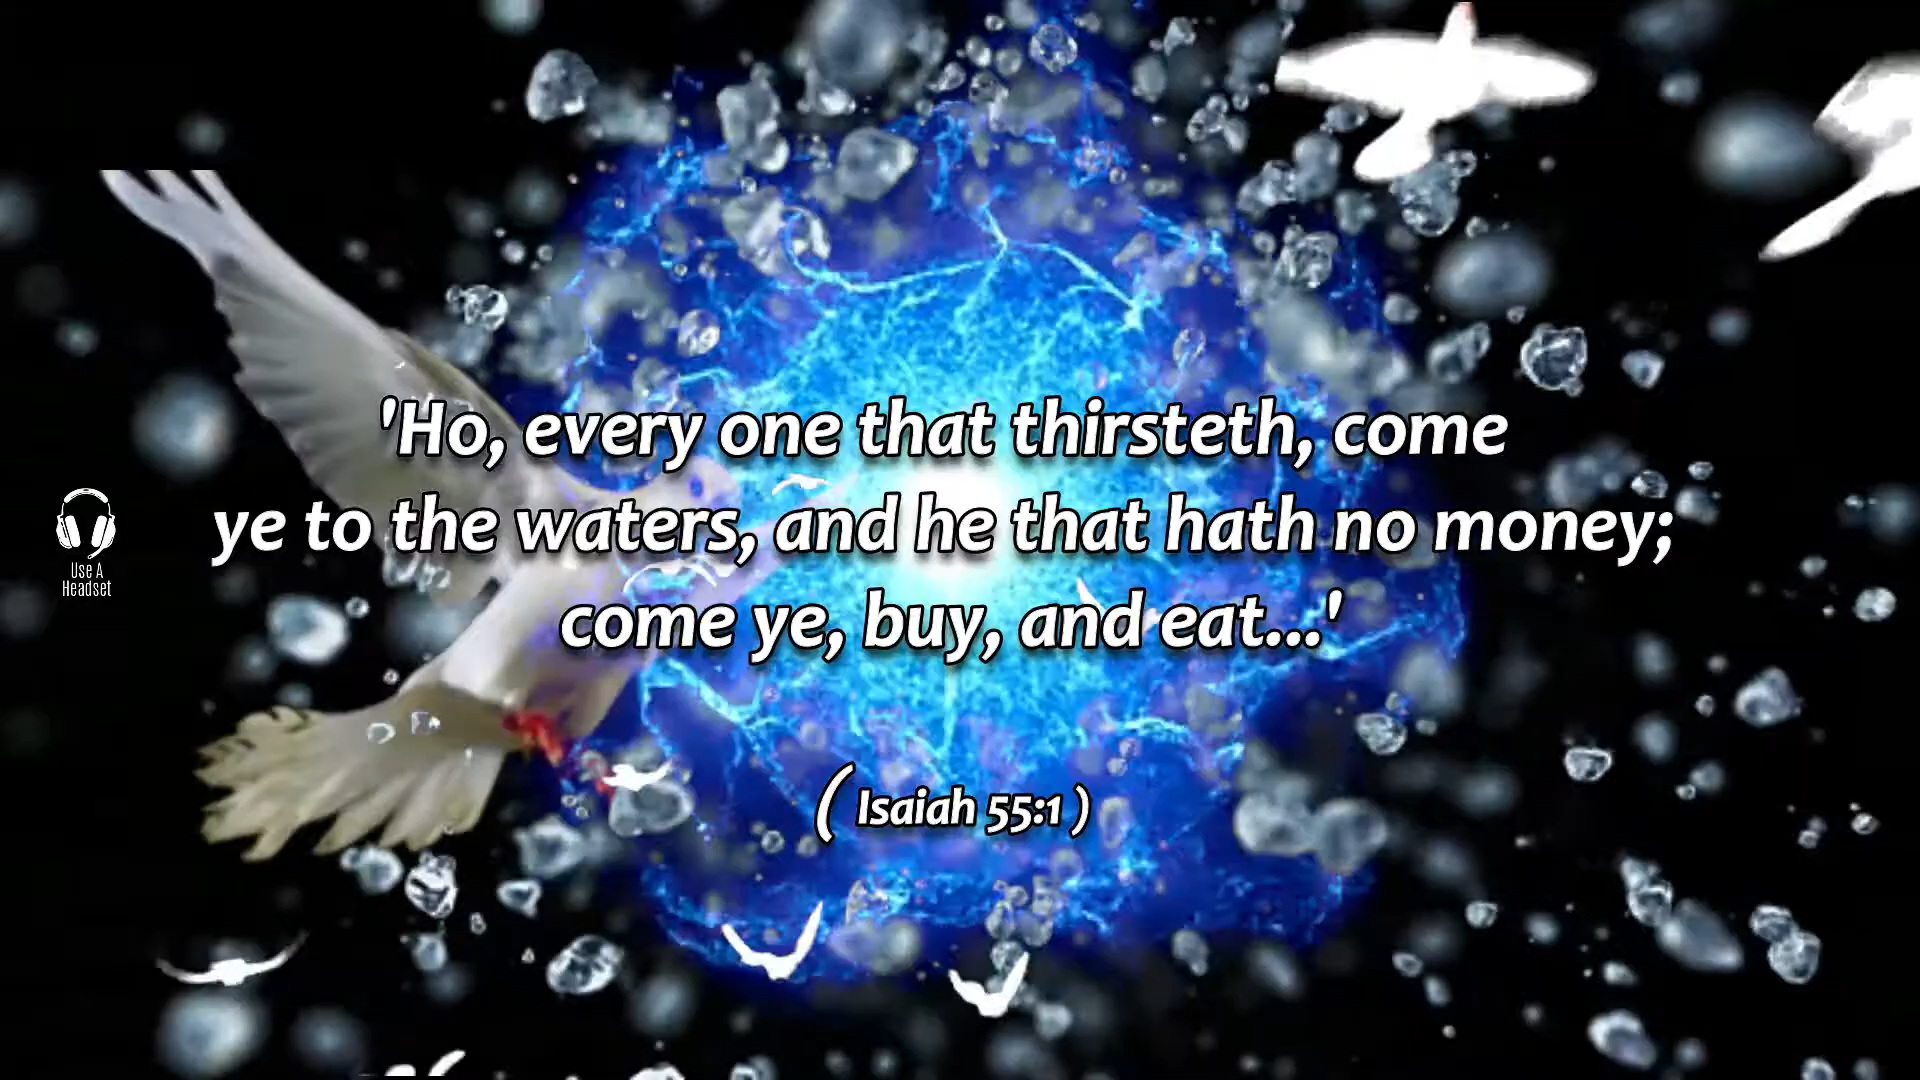 'Ho, every one that thirsteth, come
ye to the waters, and he that hath no money;
come ye, buy, and eat...'
( Isaiah 55:1 )
Use A
Headset